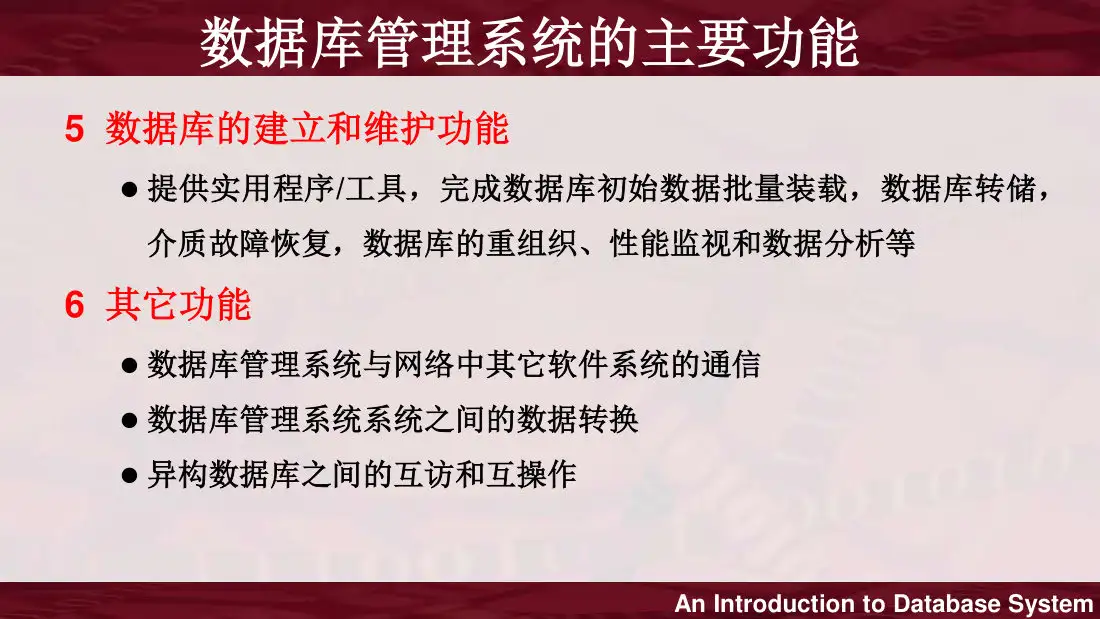 数据库管理系统的主要功能
5 数据库的建立和维护功能
●提供实用程序/工具，完成数据库初始数据批量装载，数据库转储，
介质故障恢复，数据库的重组织、性能监视和数据分析等
6 其它功能
●数据库管理系统与网络中其它软件系统的通信
●数据库管理系统系统之间的数据转换
●异构数据库之间的互访和互操作
An Introduction to Database System